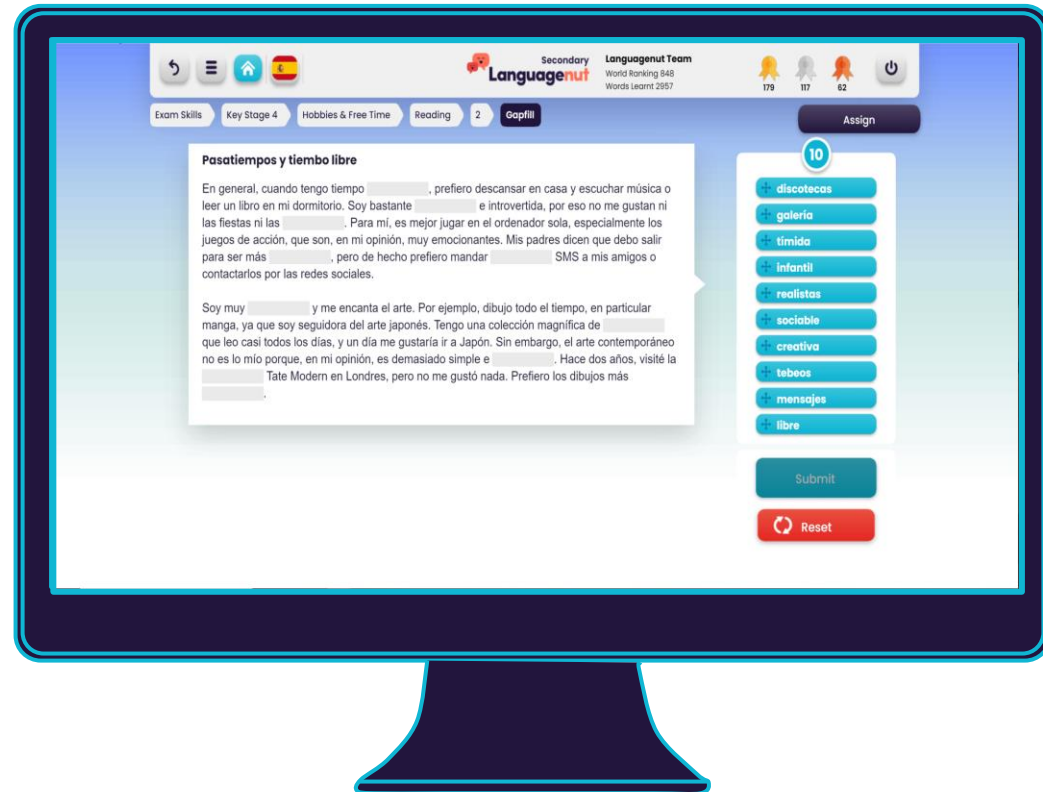 Secondary
Languagenut
Languagenut Team
World Ranking 848
Words Learnt 2957
179
117
62
Exam Skills
Key Stage 4
Hobbies & Free Time
Reading
2
Gapfill
Assign
Pasatiempos y tiembo libre
En general, cuando tengo tiempo , prefiero descansar en casa y escuchar música o
leer un libro en mi dormitorio. Soy bastante e introvertida, por eso no me gustan ni
las fiestas ni las . Para mí, es mejor jugar en el ordenador sola, especialmente los
juegos de acción, que son, en mi opinión, muy emocionantes. Mis padres dicen que debo salir
para ser más , pero de hecho prefiero mandar SMS a mis amigos o
contactarlos por las redes sociales.
Soy muy y me encanta el arte. Por ejemplo, dibujo todo el tiempo, en particular
manga, ya que soy seguidora del arte japonés. Tengo una colección magnífica de
que leo casi todos los días, y un día me gustaría ir a Japón. Sin embargo, el arte contemporáneo
no es lo mío porque, en mi opinión, es demasiado simple e . Hace dos años, visité la
Tate Modern en Londres, pero no me gustó nada. Prefiero los dibujos más
.
10
discotecas
galería
tímida
infantil
realistas
sociable
creativa
tebeos
mensajes
libre
Submit
Reset